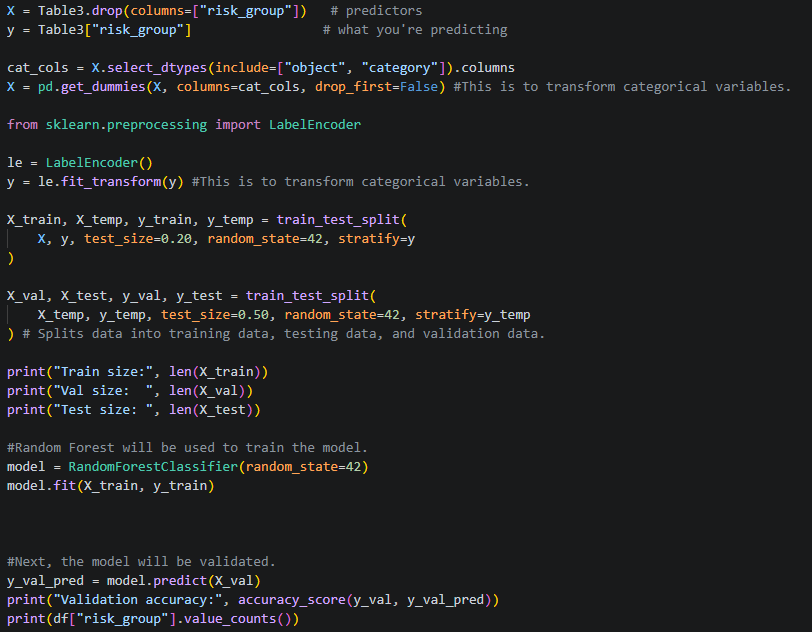 X = Table3.drop(columns=["risk_group"])   # predictors
y = Table3["risk_group"]                 # what you're predicting
cat_cols = X.select_dtypes(include=["object", "category"]).columns
X = pd.get_dummies(X, columns=cat_cols, drop_first=False) #This is to transform categorical variables.
from sklearn.preprocessing import LabelEncoder
le = LabelEncoder()
y = le.fit_transform(y) #This is to transform categorical variables.
X_train, X_temp, y_train, y_temp = train_test_split(
    X, y, test_size=0.20, random_state=42, stratify=y
)
X_val, X_test, y_val, y_test = train_test_split(
    X_temp, y_temp, test_size=0.50, random_state=42, stratify=y_temp
) # Splits data into training data, testing data, and validation data.
print("Train size:", len(X_train))
print("Val size:  ", len(X_val))
print("Test size: ", len(X_test))
#Random Forest will be used to train the model.
model = RandomForestClassifier(random_state=42)
model.fit(X_train, y_train)
#Next, the model will be validated.
y_val_pred = model.predict(X_val)
print("Validation accuracy:", accuracy_score(y_val, y_val_pred))
print(df["risk_group"].value_counts())